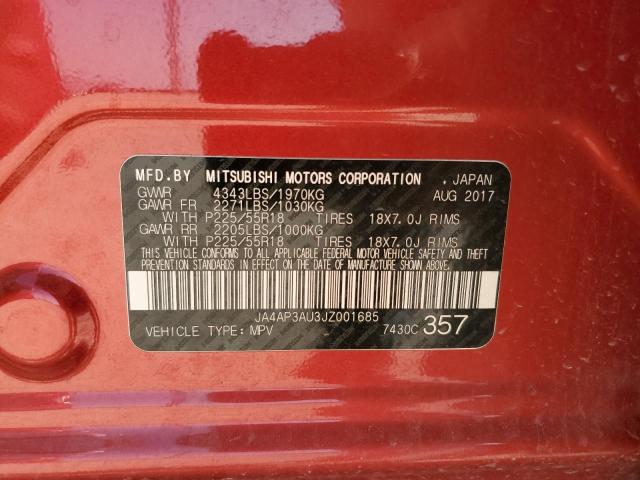 MFD.BY MITSUBISHI MOTORS CORPORATION , JAPAN
GVWR 4343LBS/1970KG AUG 2017
GAWR FR 2271LBS/1030KG
WITH P225/55R18 TIRES 18X7.0J RIMS
GAWR RR 2205LBS/1000KG
WITH P225/55R18 TIRES 18X7.0J RIMS
THIS VEHICLE CONFORMS TO ALL APPLICABLE FEDERAL MOTOR VEHICLE SAFETY AND THEFT
PREVENTION STANDARDS IN EFFECT ON THE DATE OF MANUFACTURE SHOWN ABOVE.
JA4AP3AU3JZ001685
VEHICLE TYPE:MPV 7430C 357